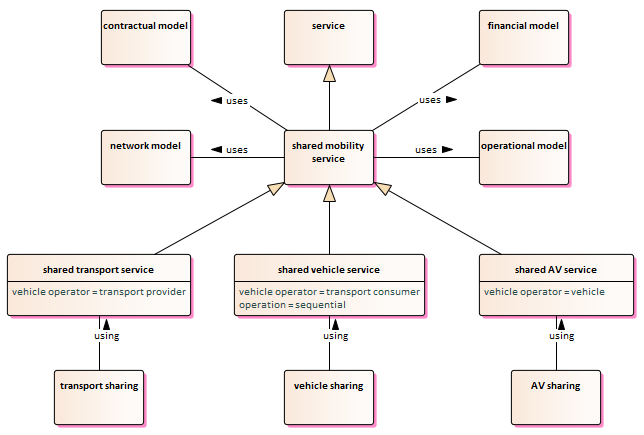 contractual model
service
financial model
uses
uses
network model
uses
shared mobility
service
uses
operational model
shared transport service
vehicle operator = transport provider
shared vehicle service
vehicle operator = transport consumer
operation = sequential
shared AV service
vehicle operator = vehicle
using
using
using
transport sharing
vehicle sharing
AV sharing